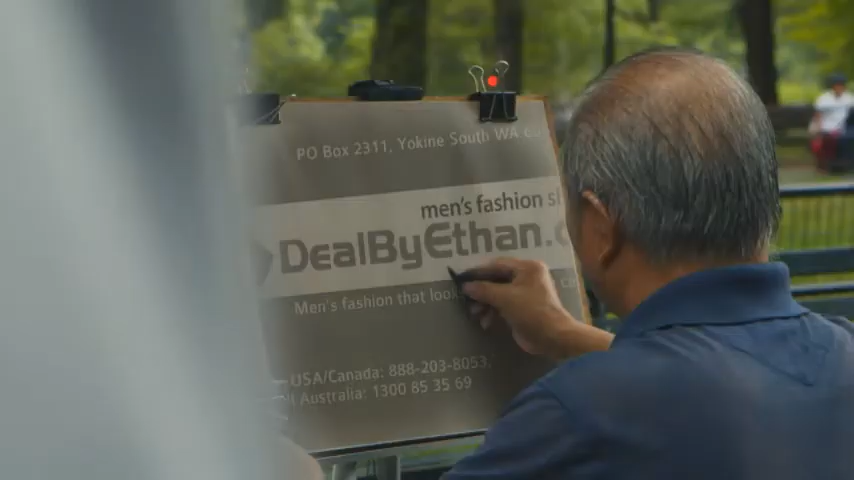 PO Box 2311, Yokine South WA
men's fashion
DealByEthan.
Men's fashion that look
USA/Canada: 888-203-8053,
Australia: 1300 85 35 69